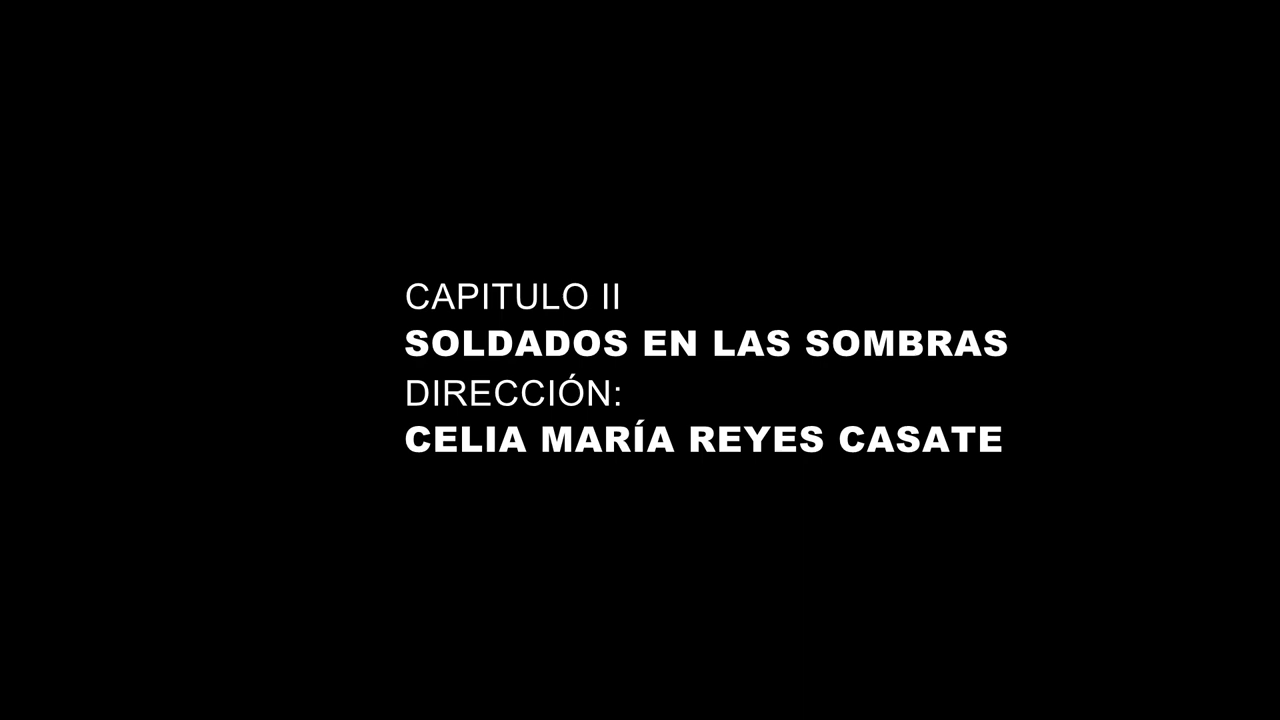 CAPITULO II
SOLDADOS EN LAS SOMBRAS
DIRECCIÓN:
CELIA MARÍA REYES CASATE